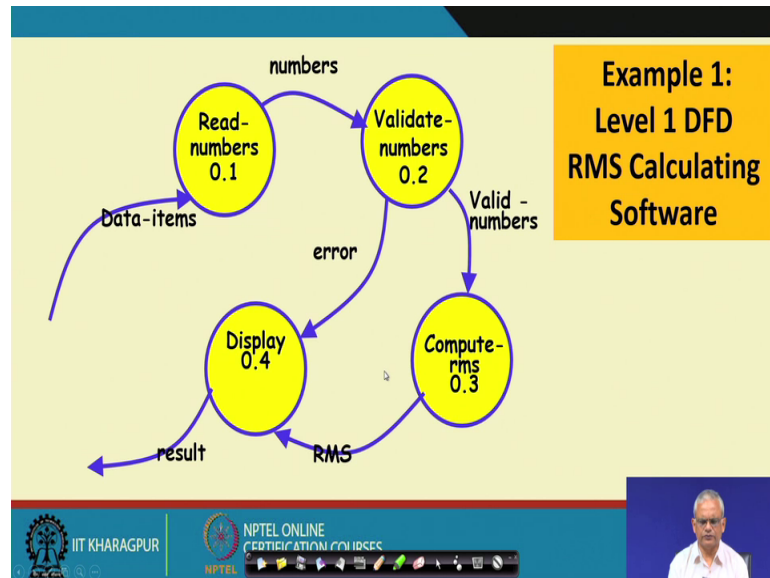 numbers
Example 1:
Level 1 DFD
RMS Calculating
Software
Read-
numbers
0.1
Validate-
numbers
0.2
Data-items
Valid -
numbers
error
Display
0.4
Compute-
rms
0.3
result
RMS
IIT KHARAGPUR
NPTEL
NPTEL ONLINE
CERTIFICATION COURSES